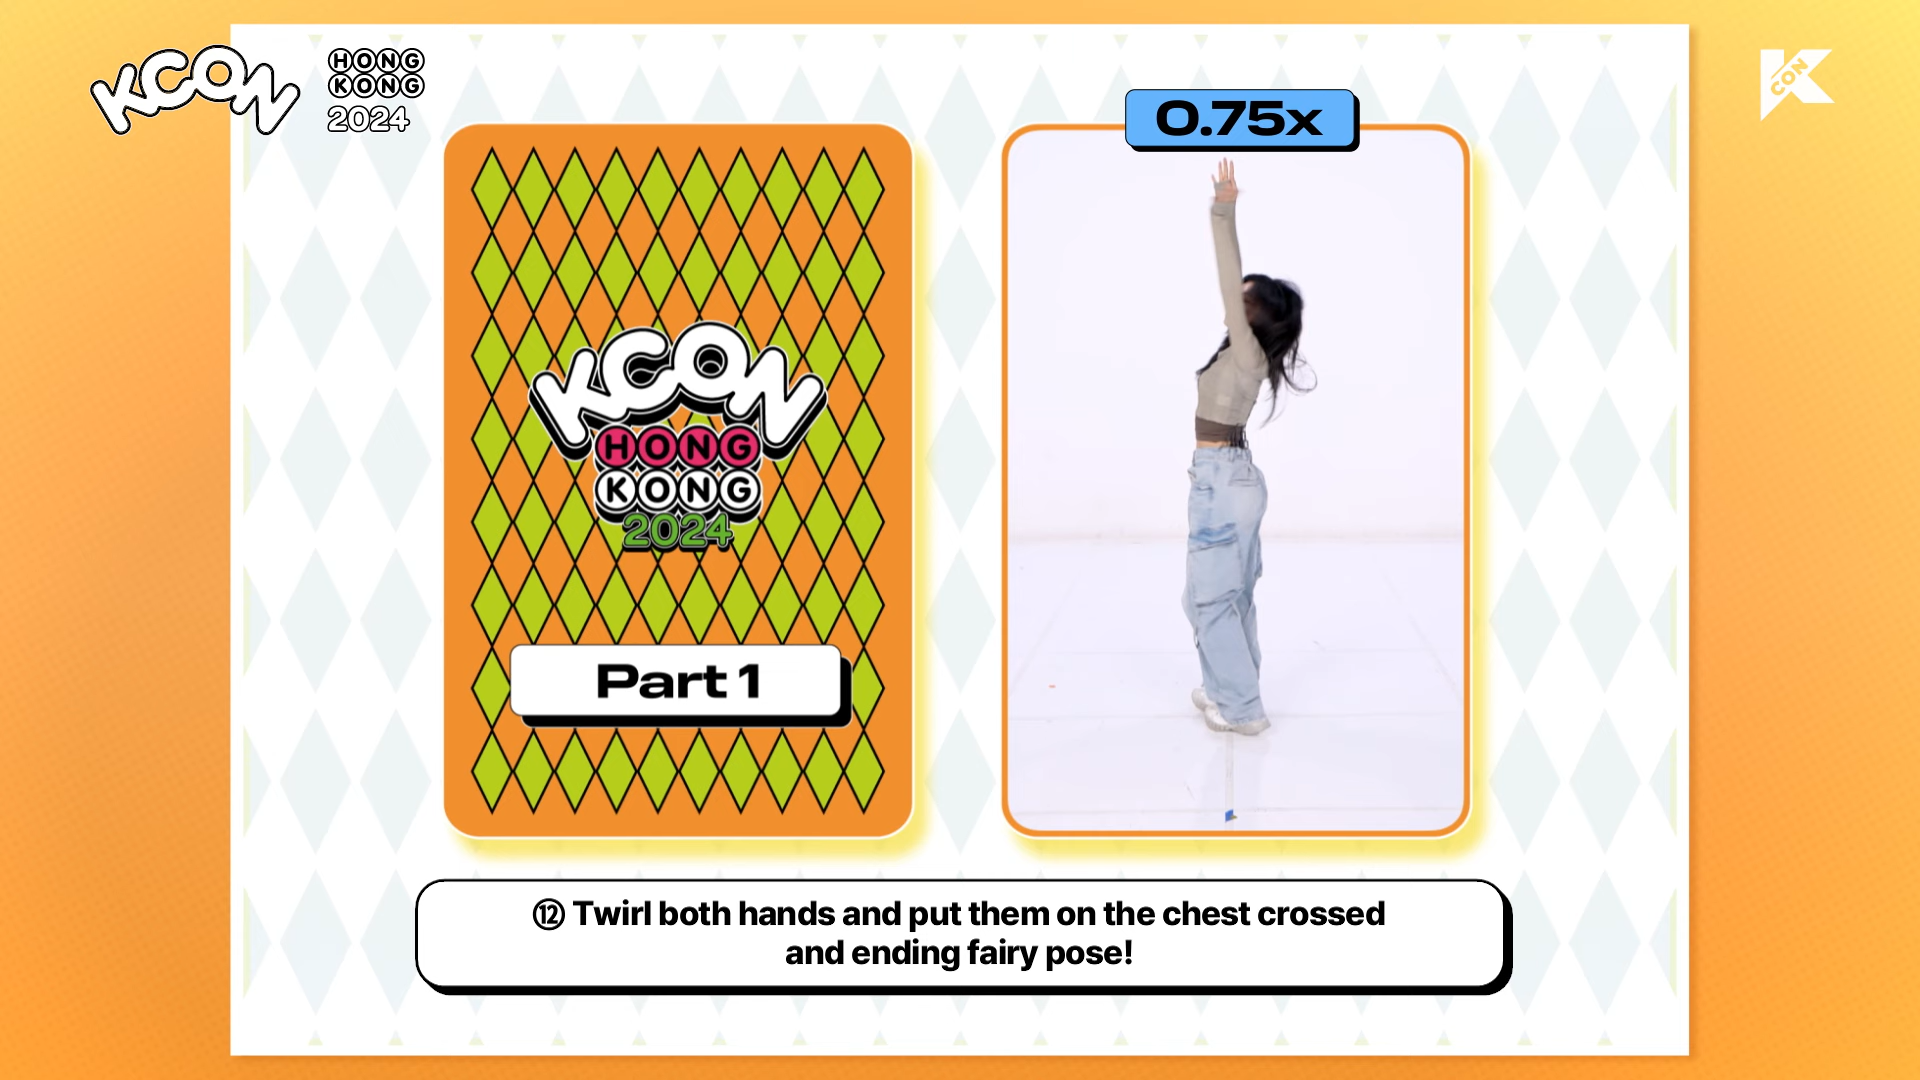 KCON
HONG
KONG
2024
KCON
0.75x
KCON
HONG
KONG
2024
Part 1
⑫ Twirl both hands and put them on the chest crossed
and ending fairy pose!